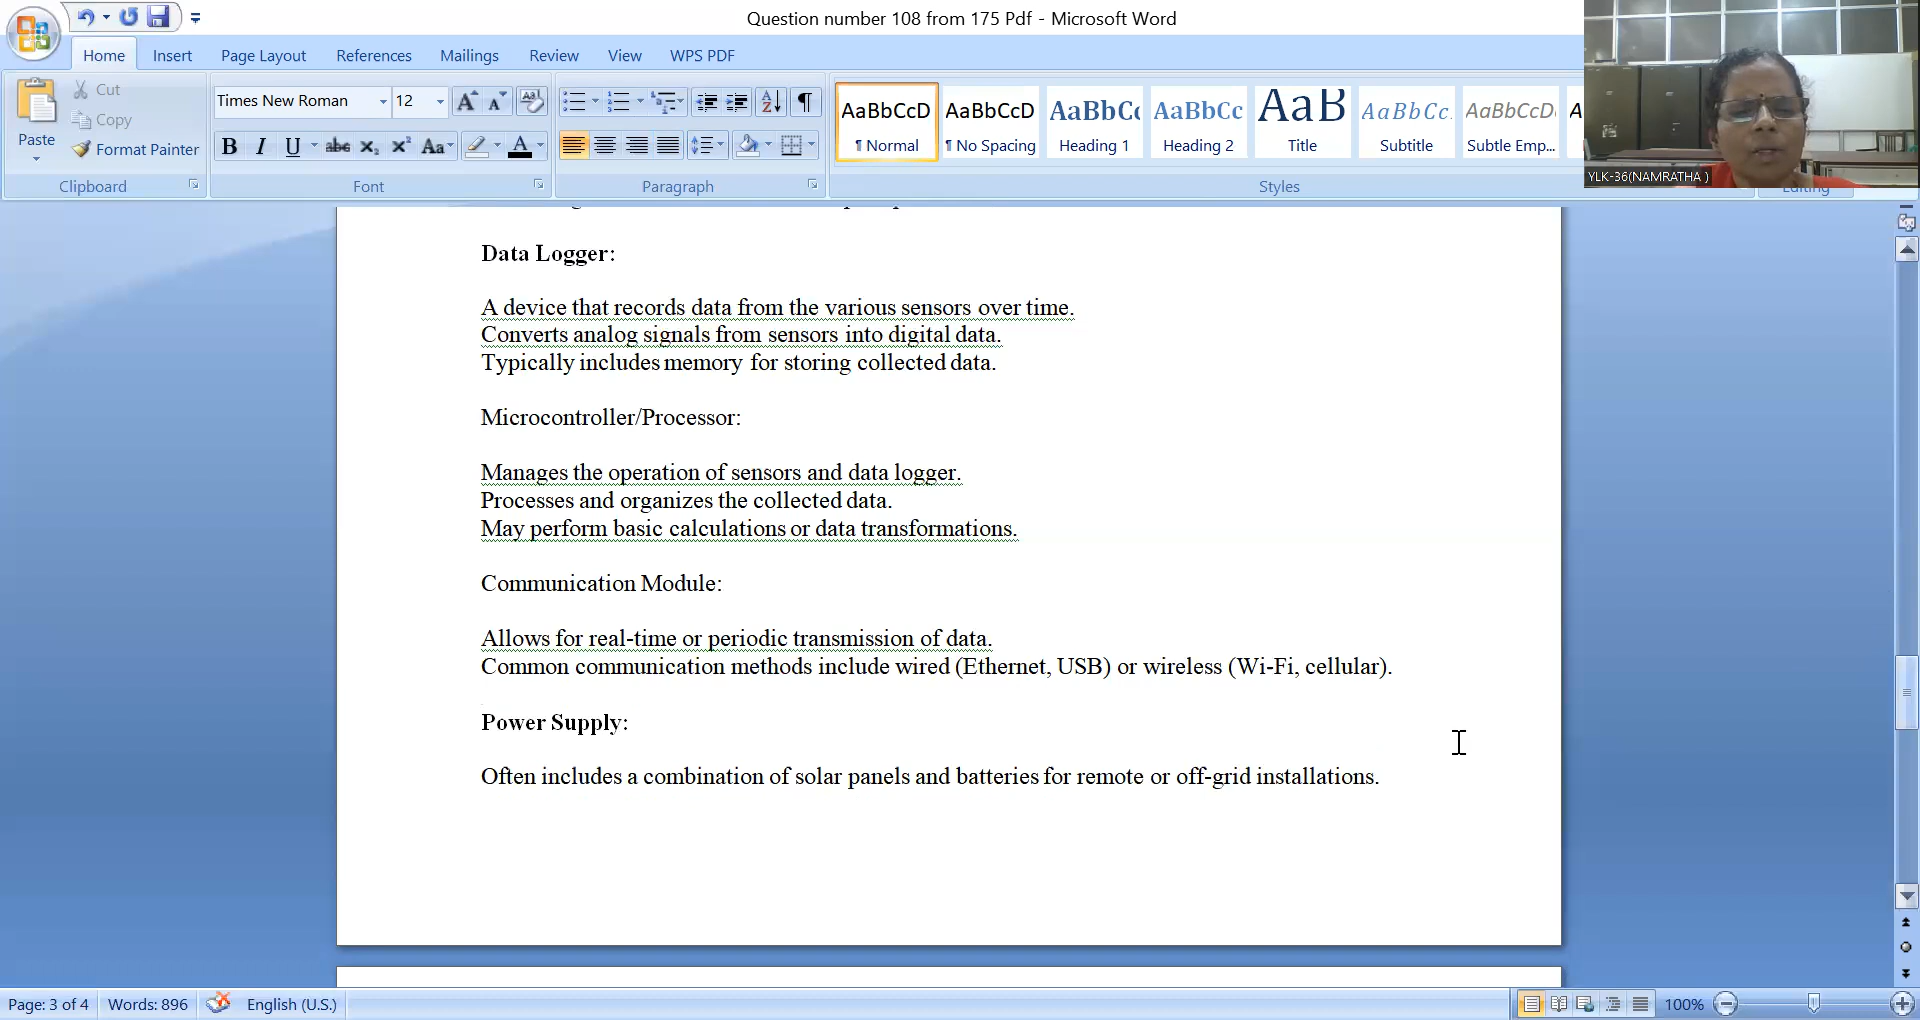 Question number 108 from 175 Pdf - Microsoft Word
Home Insert Page Layout References Mailings Review View WPS PDF
Paste
Cut
Copy
Format Painter
Clipboard
Times New Roman 12
B I U abc X₂ X² Aa A
Font
Paragraph
AaBbCcD AaBbCcD AaBbC AaBbCc AaB AaBbCc. AaBbCcD
¶ Normal ¶ No Spacing Heading 1 Heading 2 Title Subtitle Subtle Emp...
Styles
Editing
YLK-36(NAMRATHA )
Data Logger:
A device that records data from the various sensors over time.
Converts analog signals from sensors into digital data.
Typically includes memory for storing collected data.
Microcontroller/Processor:
Manages the operation of sensors and data logger.
Processes and organizes the collected data.
May perform basic calculations or data transformations.
Communication Module:
Allows for real-time or periodic transmission of data.
Common communication methods include wired (Ethernet, USB) or wireless (Wi-Fi, cellular).
Power Supply:
Often includes a combination of solar panels and batteries for remote or off-grid installations.
Page: 3 of 4 Words: 896 English (U.S.) 100%